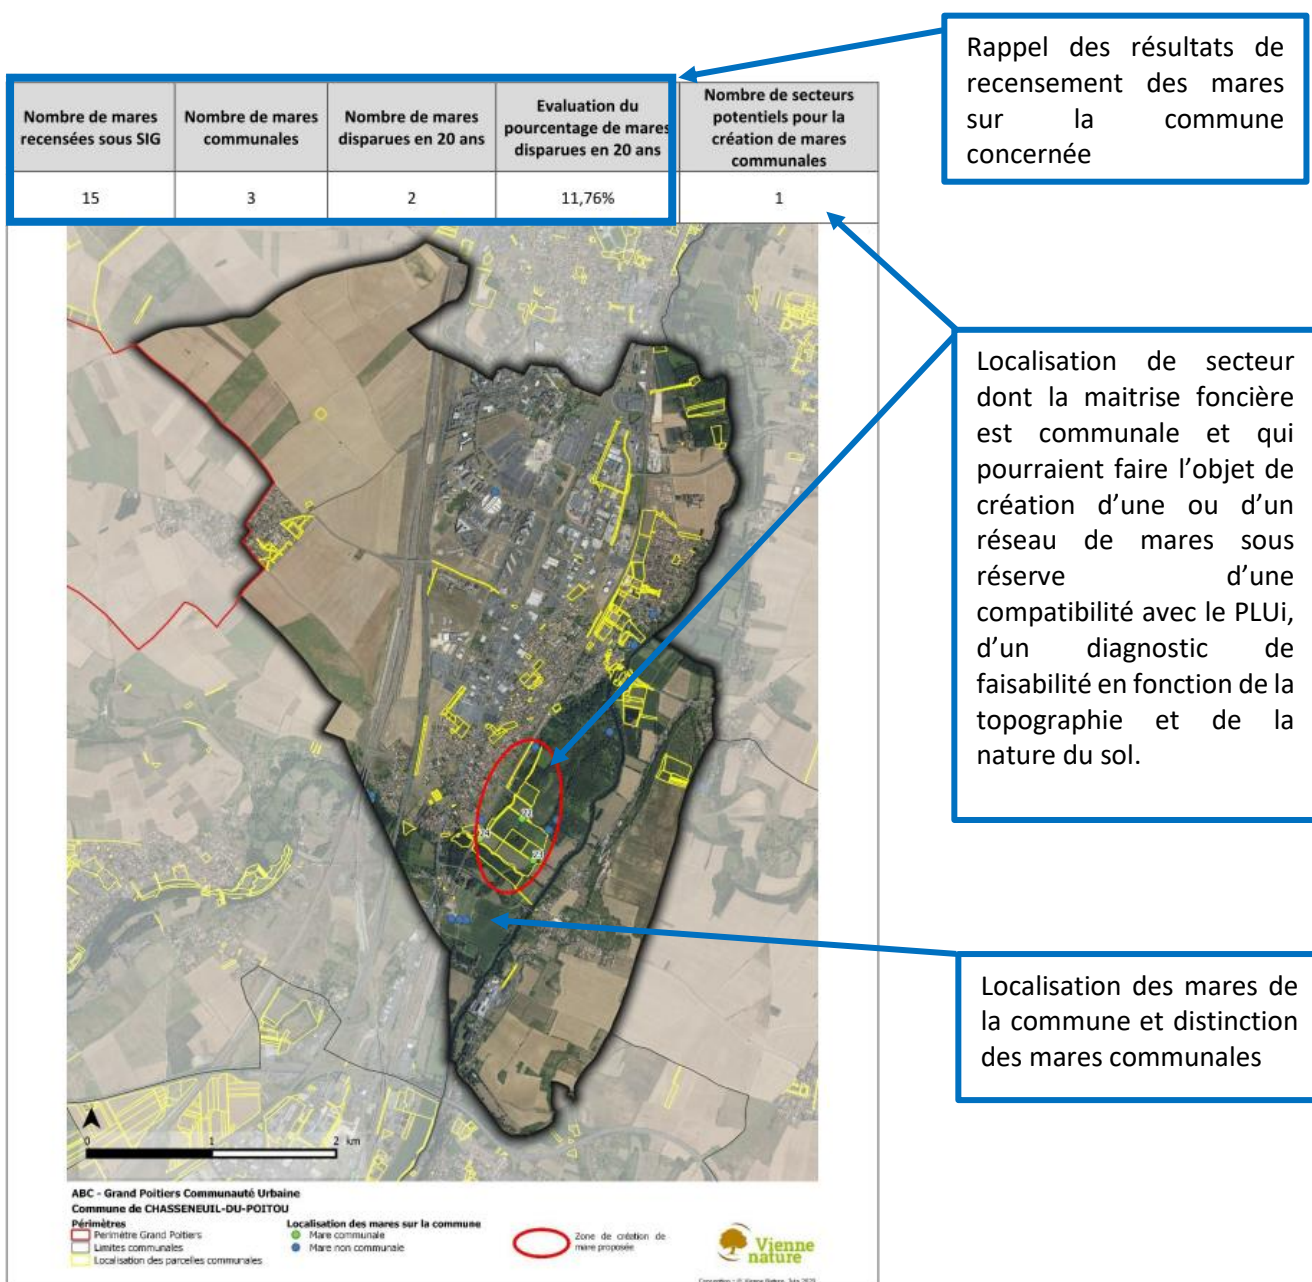 Rappel des résultats de
recensement des mares
sur la commune
concernée
Nombre de mares
recensées sous SIG
Nombre de mares
communales
Nombre de mares
disparues en 20 ans
Evaluation du
pourcentage de mares
disparues en 20 ans
Nombre de secteurs
potentiels pour la
création de mares
communales
15
3
2
11,76%
1
Localisation de secteur
dont la maitrise foncière
est communale et qui
pourraient faire l’objet de
création d’une ou d’un
réseau de mares sous
réserve d’une
compatibilité avec le PLUi,
d’un diagnostic de
faisabilité en fonction de la
topographie et de la
nature du sol.
Localisation des mares de
la commune et distinction
des mares communales
22
24
23
0 1 2 km
ABC - Grand Poitiers Communauté Urbaine
Commune de CHASSENEUIL-DU-POITOU
Périmètres
Perimètre Grand Poitiers
Limites communales
Localisation des parcelles communales
Localisation des mares sur la commune
Mare communale
Mare non communale
Zone de création de
mare proposée
Vienne
nature